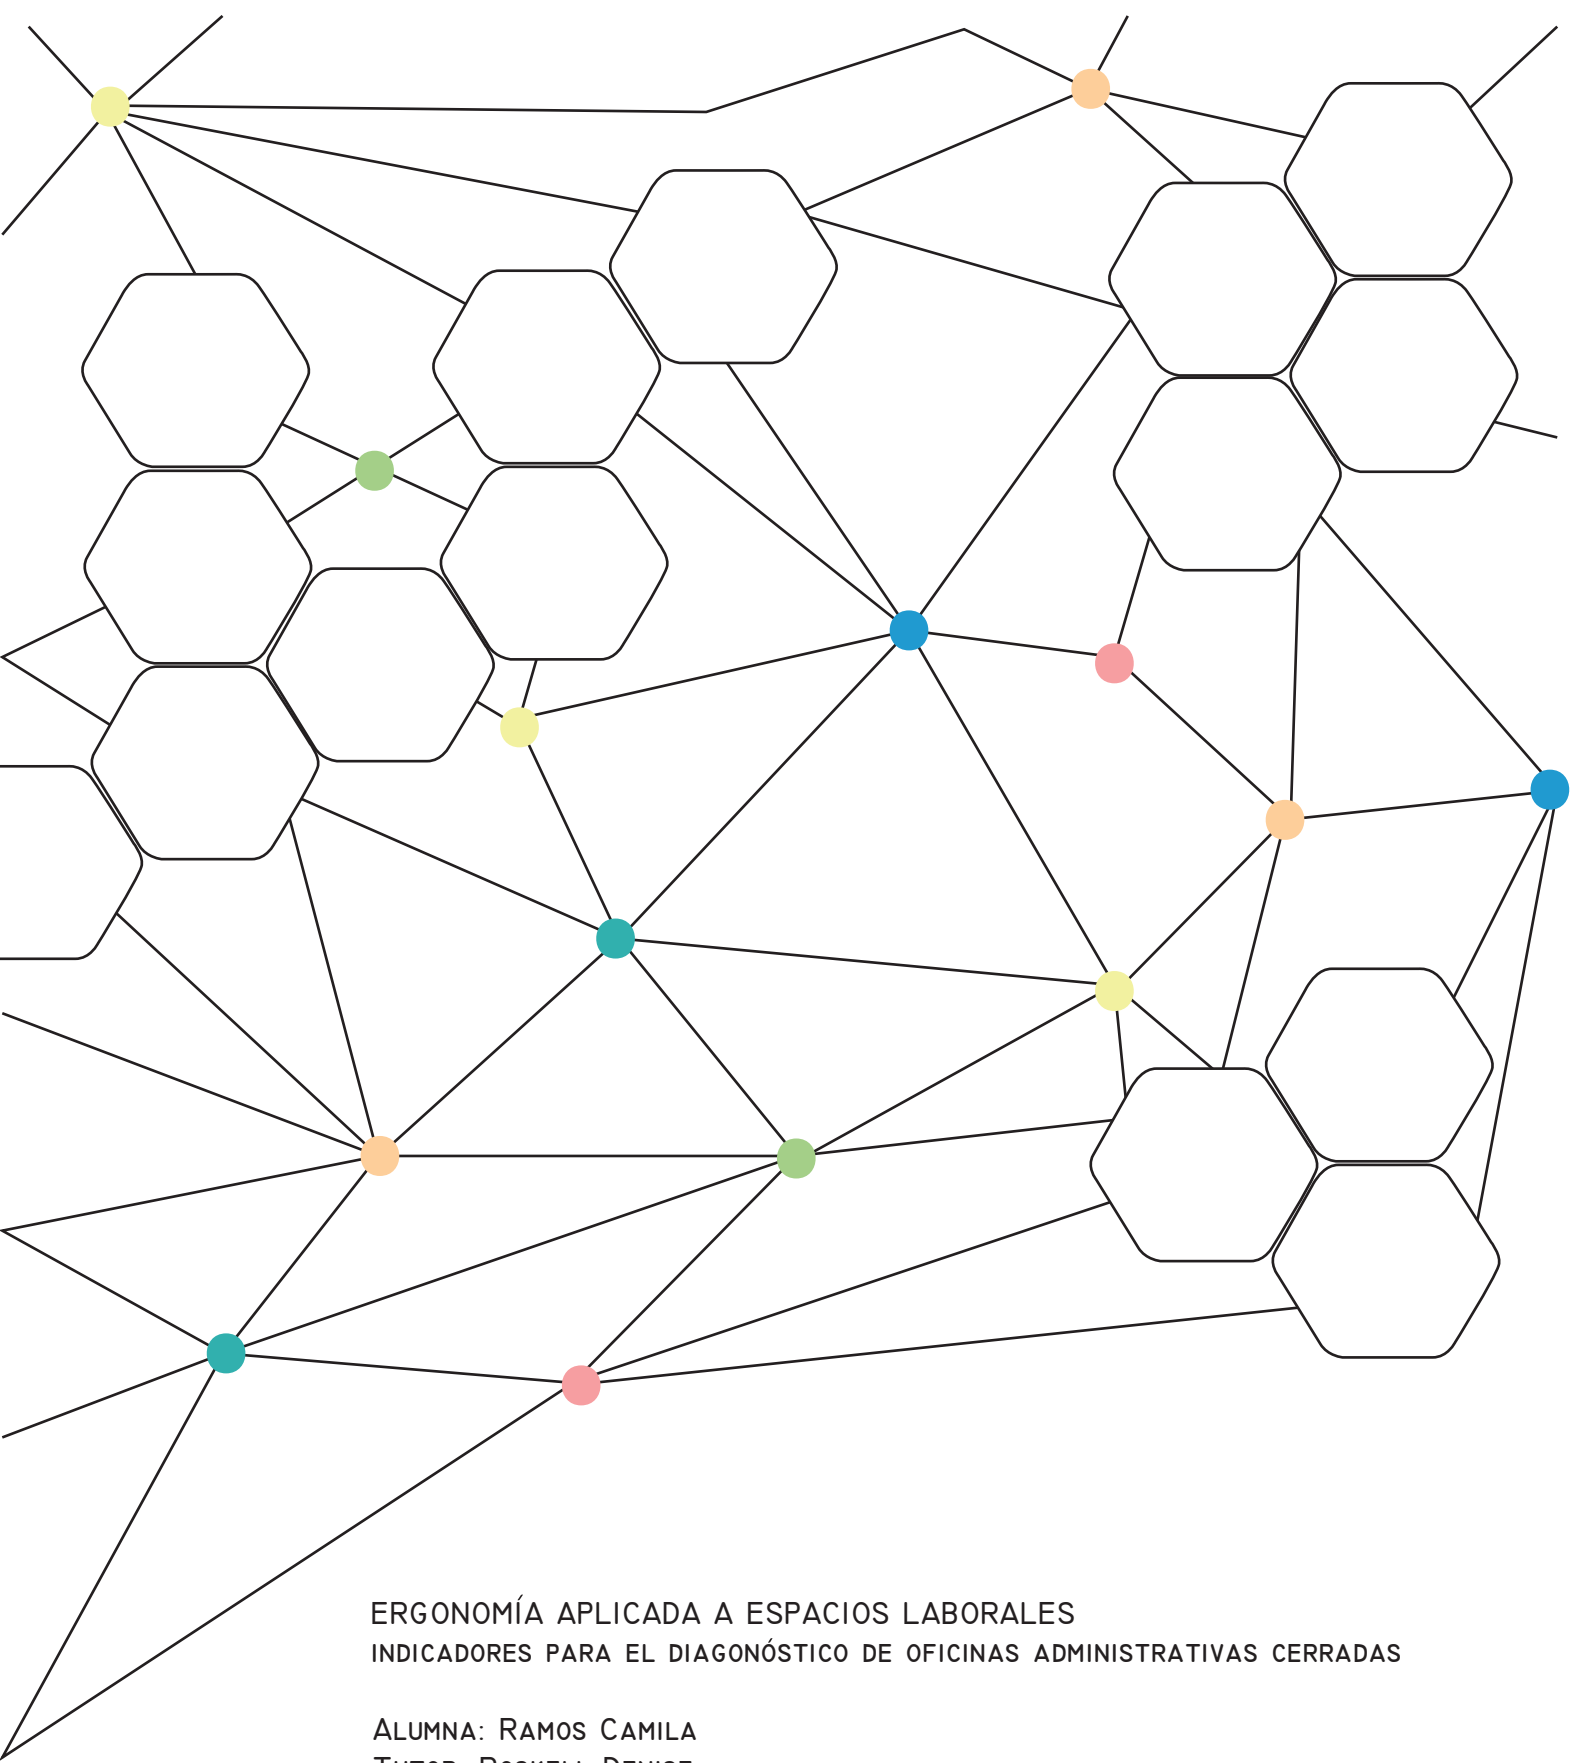 ERGONOMÍA APLICADA A ESPACIOS LABORALES
INDICADORES PARA EL DIAGONÓSTICO DE OFICINAS ADMINISTRATIVAS CERRADAS
ALUMNA: RAMOS CAMILA